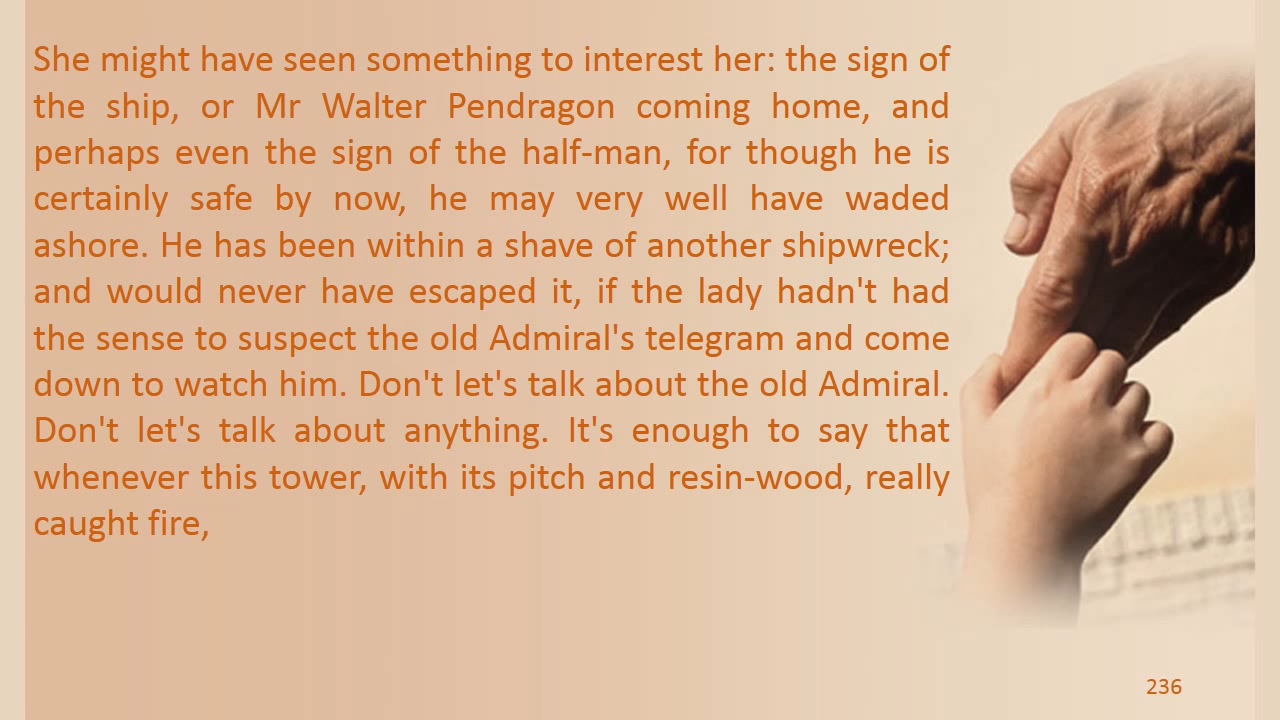 She might have seen something to interest her: the sign of
the ship, or Mr Walter Pendragon coming home, and
perhaps even the sign of the half-man, for though he is
certainly safe by now, he may very well have waded
ashore. He has been within a shave of another shipwreck;
and would never have escaped it, if the lady hadn't had
the sense to suspect the old Admiral's telegram and come
down to watch him. Don't let's talk about the old Admiral.
Don't let's talk about anything. It's enough to say that
whenever this tower, with its pitch and resin-wood, really
caught fire,
236